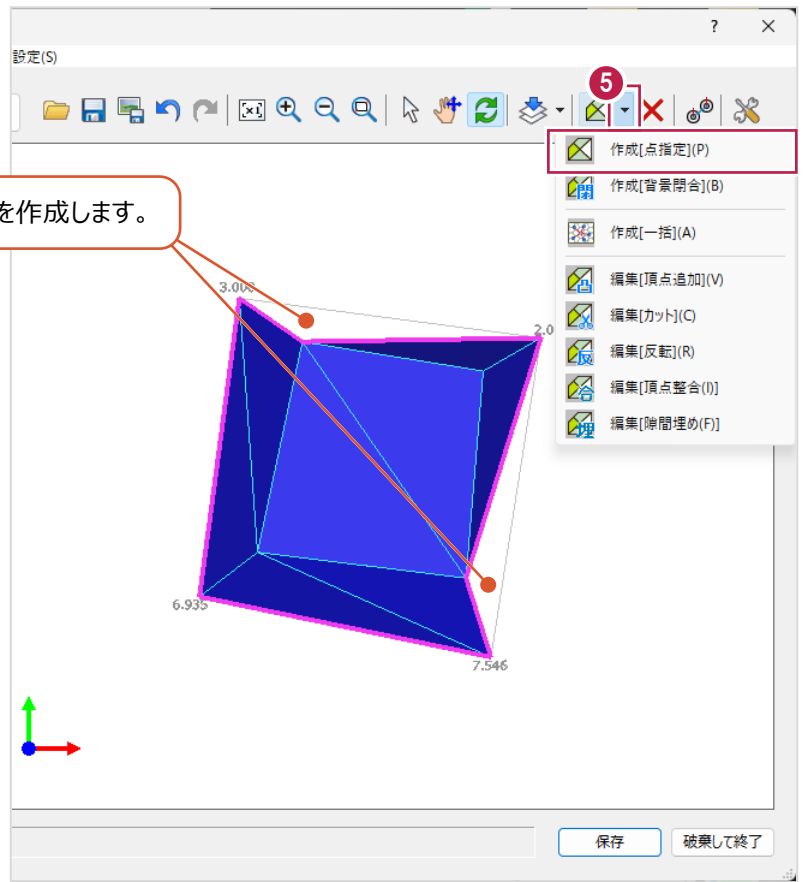 ?
設定(S)
5
作成[点指定](P)
作成[背景閉合](B)
作成[一括](A)
編集[頂点追加](V)
編集[カット](C)
編集[反転](R)
編集[頂点整合(I)]
編集[隙間埋め(F)]
を作成します。
3.003
2.0
6.935
7.546
保存
破棄して終了